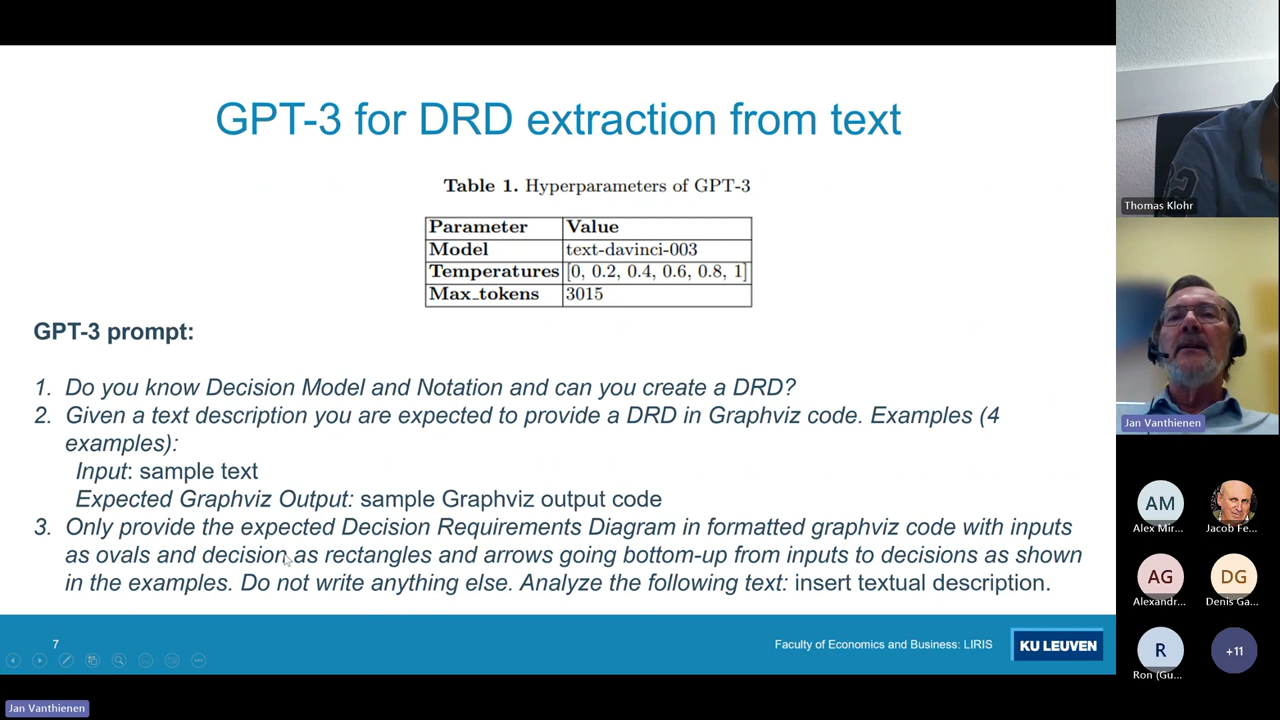 GPT-3 for DRD extraction from text
Table 1. Hyperparameters of GPT-3
Parameter Value
Model text-davinci-003
Temperatures [0, 0.2, 0.4, 0.6, 0.8, 1]
Max_tokens 3015
GPT-3 prompt:
1. Do you know Decision Model and Notation and can you create a DRD?
2. Given a text description you are expected to provide a DRD in Graphviz code. Examples (4
examples):
Input: sample text
Expected Graphviz Output: sample Graphviz output code
3. Only provide the expected Decision Requirements Diagram in formatted graphviz code with inputs
as ovals and decision as rectangles and arrows going bottom-up from inputs to decisions as shown
in the examples. Do not write anything else. Analyze the following text: insert textual description.
7
Faculty of Economics and Business: LIRIS
KU LEUVEN
Jan Vanthienen
Thomas Klohr
Jan Vanthienen
AM
Alex Mir...
Jacob Fe...
AG
Alexandr...
DG
Denis Ga...
R
Ron (Gu...
+11